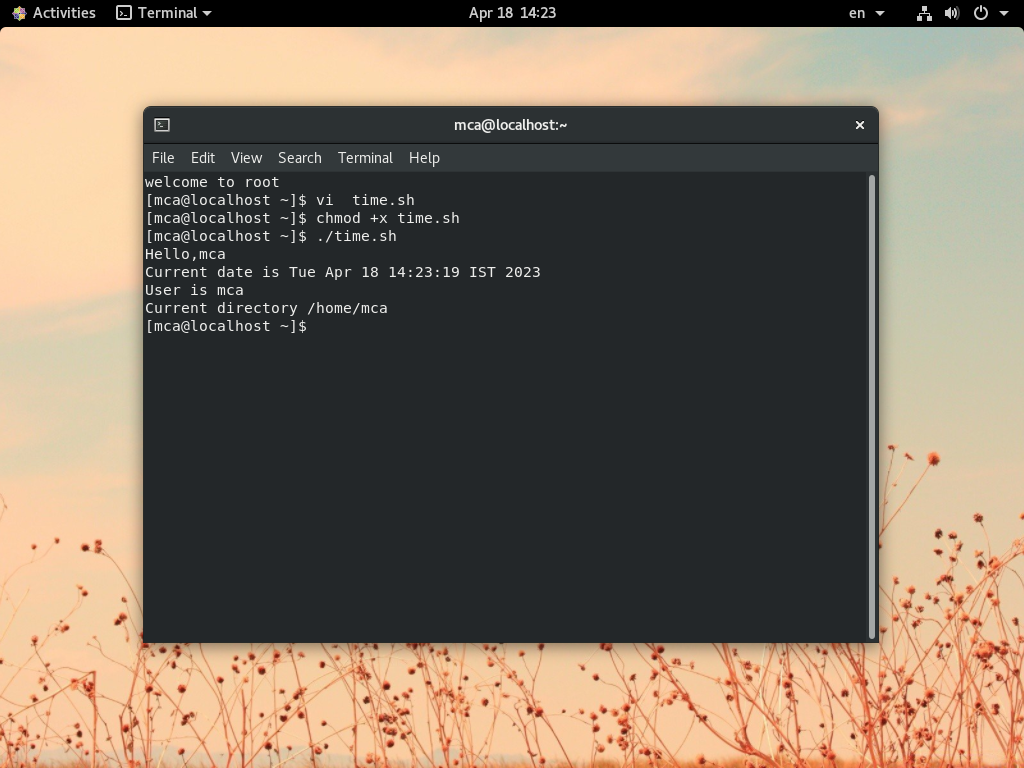 Activities Terminal Apr 18 14:23 en
mca@localhost:~
File Edit View Search Terminal Help
welcome to root
[mca@localhost ~]$ vi  time.sh
[mca@localhost ~]$ chmod +x time.sh
[mca@localhost ~]$ ./time.sh
Hello,mca
Current date is Tue Apr 18 14:23:19 IST 2023
User is mca
Current directory /home/mca
[mca@localhost ~]$